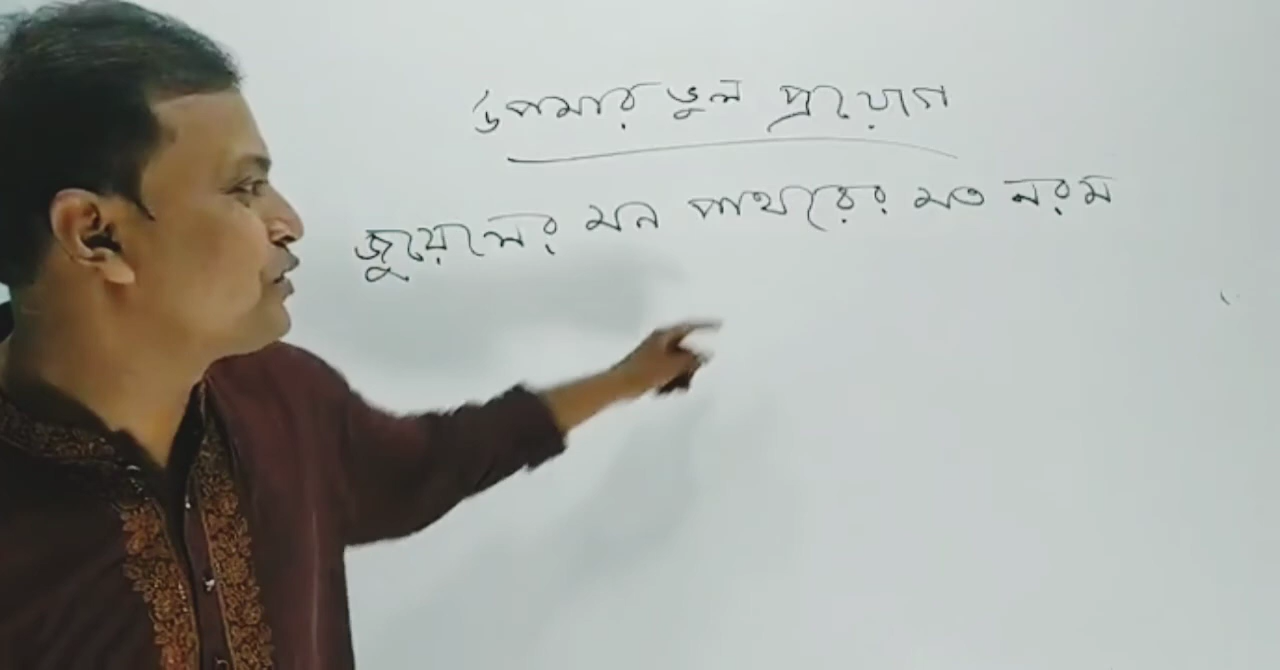 উপমার ভুল প্রয়োগ
জুয়েলের মন পাথরের মত নরম